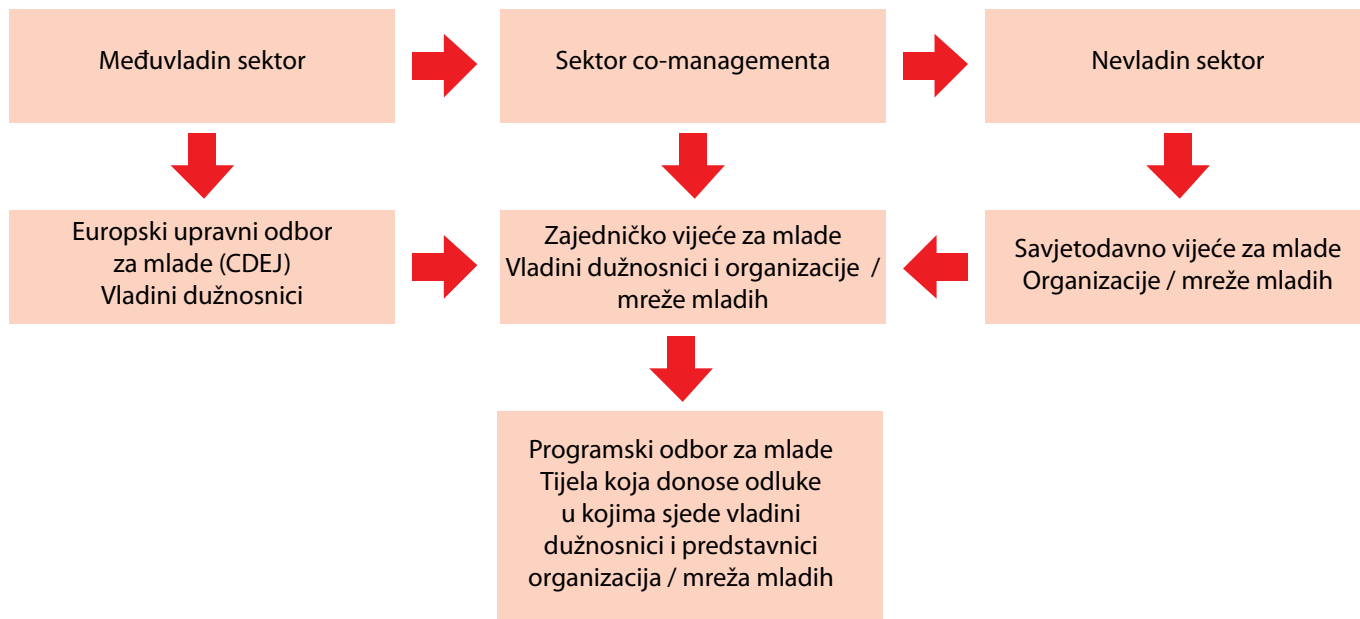 Međuvladin sektor
Sektor co-managementa
Nevladin sektor
Europski upravni odbor
za mlade (CDEJ)
Vladini dužnosnici
Zajedničko vijeće za mlade
Vladini dužnosnici i organizacije /
mreže mladih
Savjetodavno vijeće za mlade
Organizacije / mreže mladih
Programski odbor za mlade
Tijela koja donose odluke
u kojima sjede vladini
dužnosnici i predstavnici
organizacija / mreža mladih